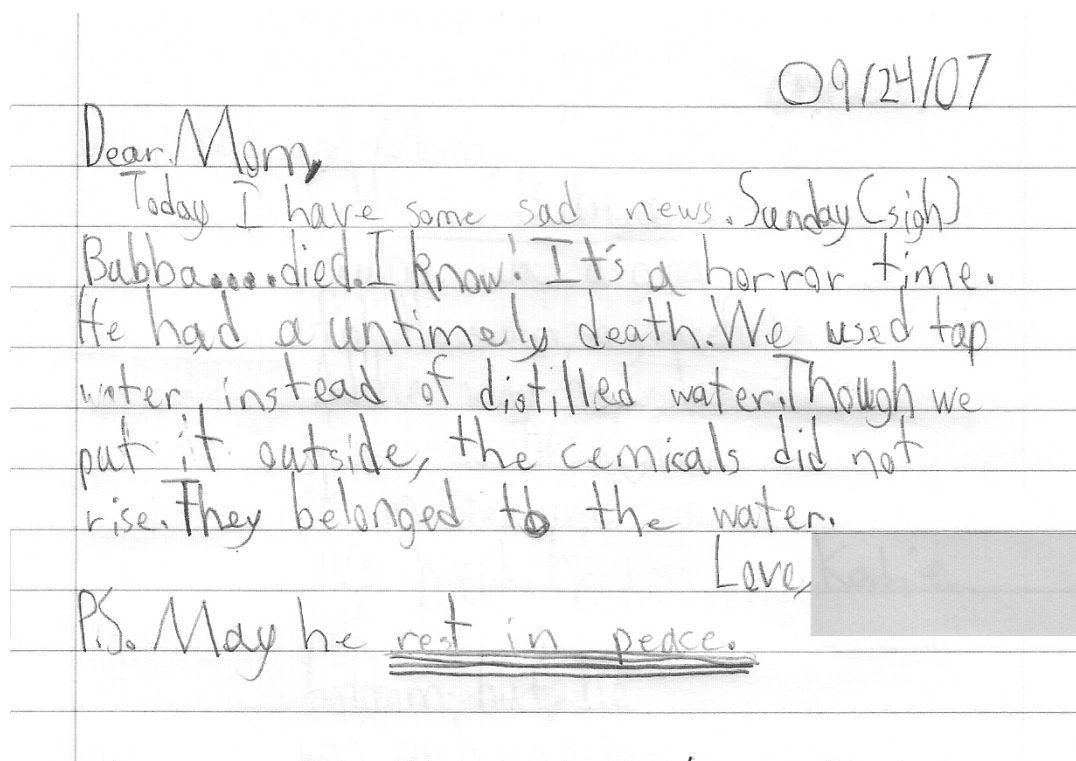 09/24/07
Dear Mom,
Today I have some sad news. Sunday (sigh)
Bubba....died. I know! It's a horror time.
He had a untimely death. We used tap
water, instead of distilled water. Though we
put it outside, the cemicals did not
rise. They belonged to the water.
Love,
P.S. May he rest in peace.